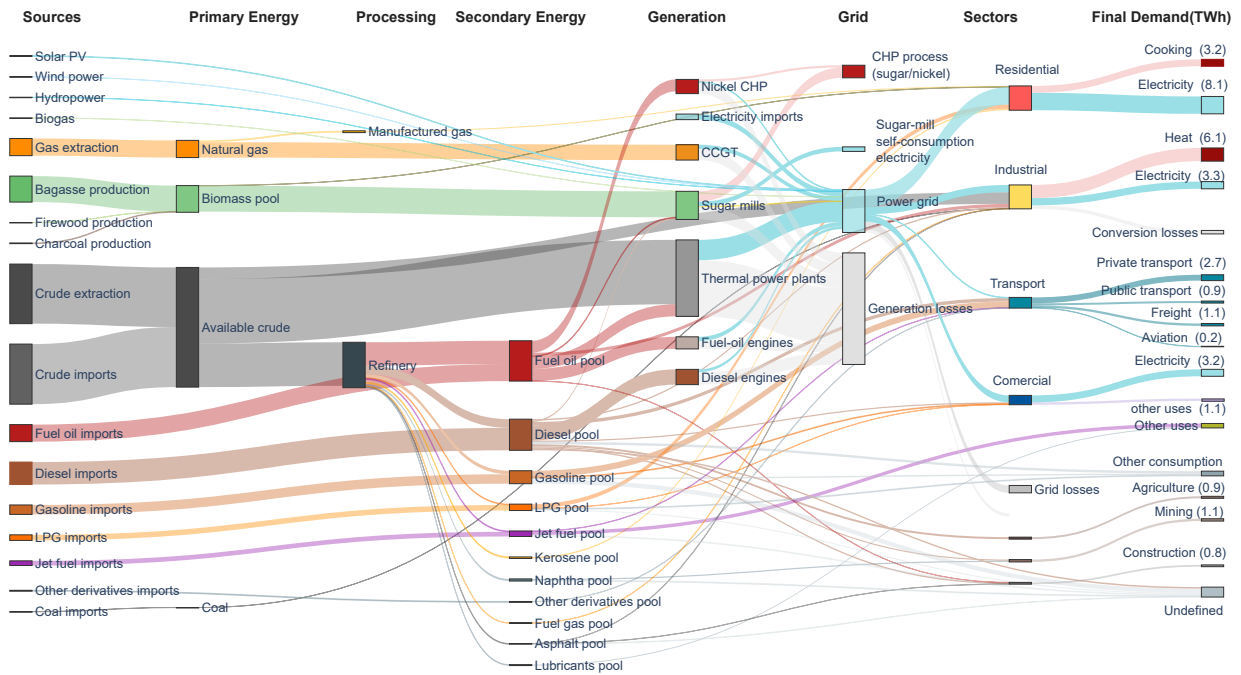 Sources
Primary Energy
Processing
Secondary Energy
Generation
Grid
Sectors
Final Demand(TWh)
Solar PV
Wind power
Hydropower
Biogas
Gas extraction
Bagasse production
Firewood production
Charcoal production
Crude extraction
Crude imports
Fuel oil imports
Diesel imports
Gasoline imports
LPG imports
Jet fuel imports
Other derivatives imports
Coal imports
Natural gas
Biomass pool
Available crude
Coal
Manufactured gas
Refinery
Fuel oil pool
Diesel pool
Gasoline pool
LPG pool
Jet fuel pool
Kerosene pool
Naphtha pool
Other derivatives pool
Fuel gas pool
Asphalt pool
Lubricants pool
Nickel CHP
Electricity imports
CCGT
Sugar mills
Thermal power plants
Fuel-oil engines
Diesel engines
CHP process
(sugar/nickel)
Sugar-mill
self-consumption
electricity
Power grid
Generation losses
Residential
Industrial
Transport
Comercial
Grid losses
Cooking (3.2)
Electricity (8.1)
Heat (6.1)
Electricity (3.3)
Conversion losses
Private transport (2.7)
Public transport (0.9)
Freight (1.1)
Aviation (0.2)
Electricity (3.2)
other uses (1.1)
Other uses
Other consumption
Agriculture (0.9)
Mining (1.1)
Construction (0.8)
Undefined